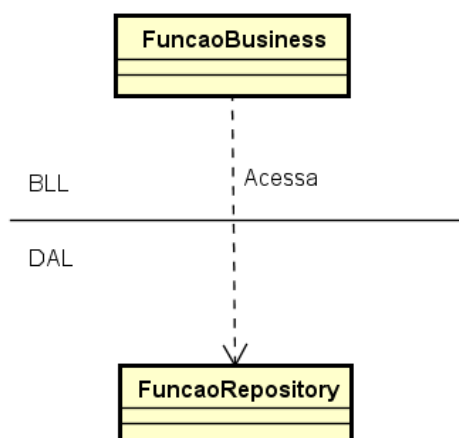 FuncaoBusiness
Acessa
BLL
DAL
FuncaoRepository